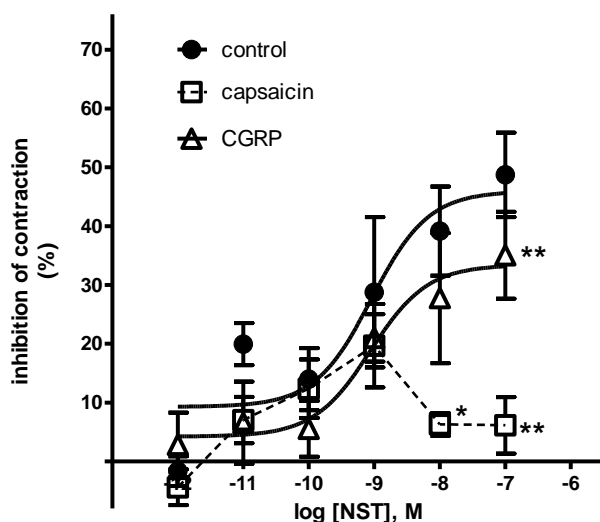 70
60
50
40
30
20
10
control
capsaicin
CGRP
inhibition of contraction
(%)
**
*
**
-12 -11 -10 -9 -8 -7 -6
log [NST], M